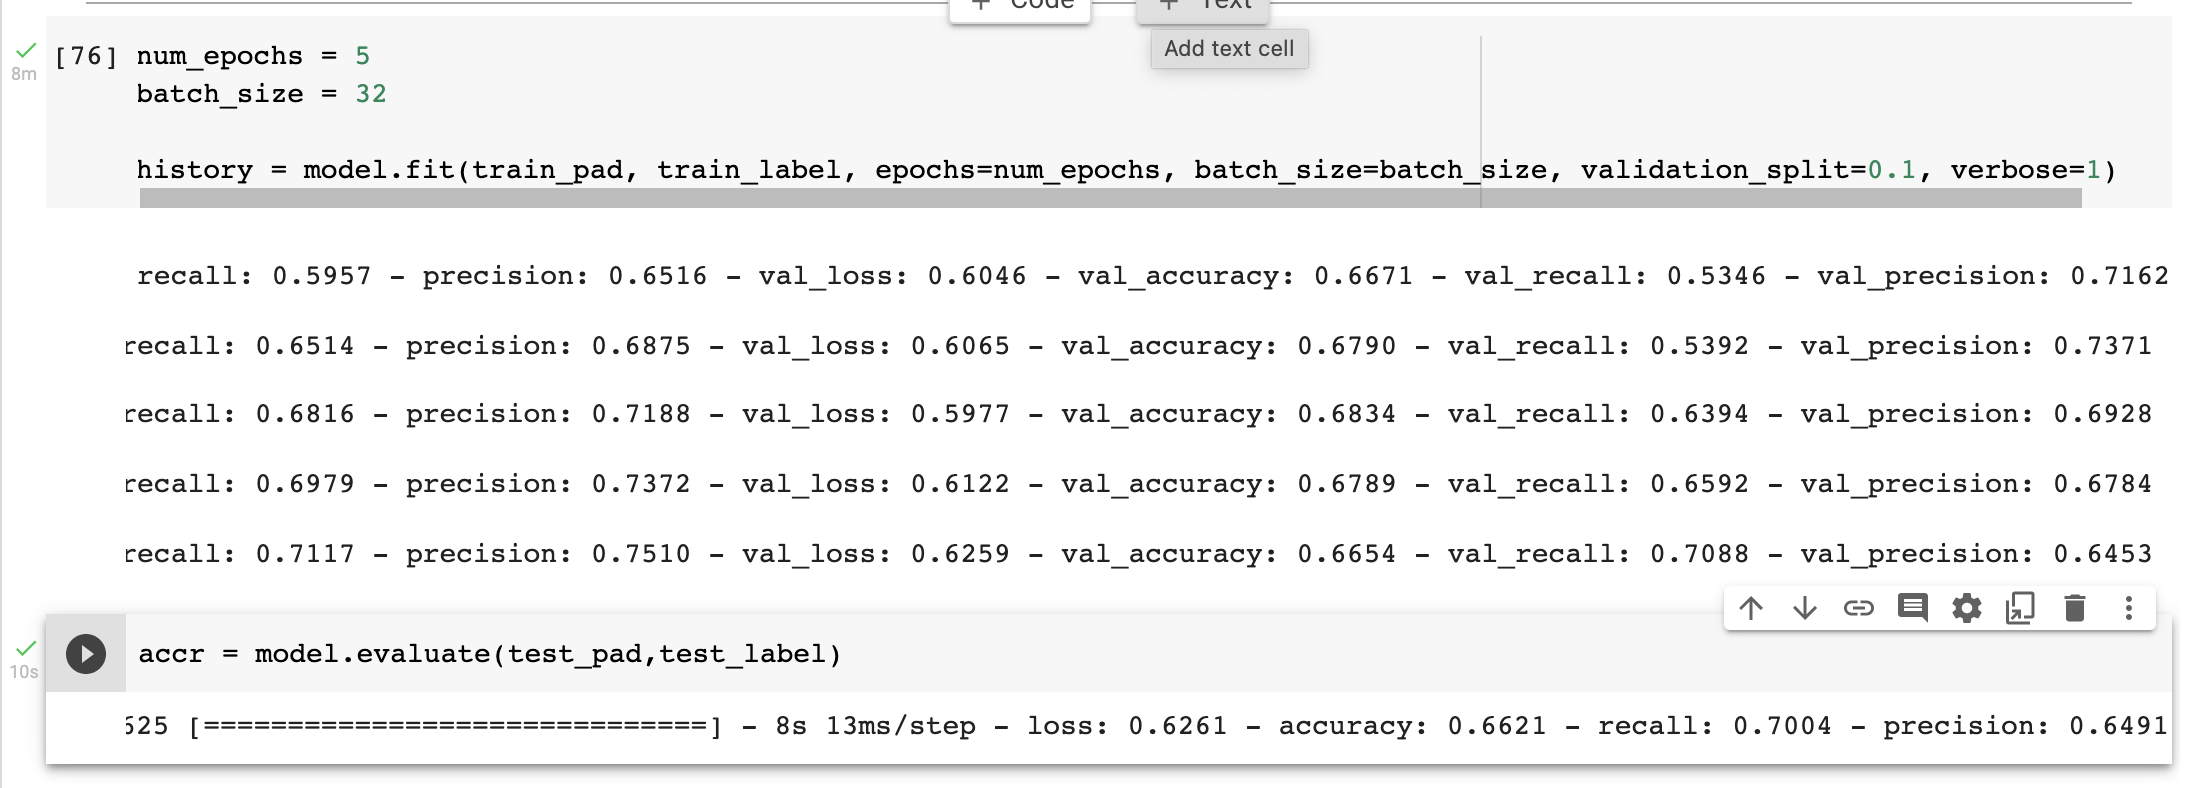 + Code + Text
Add text cell
[76] num_epochs = 5
8m
batch_size = 32
history = model.fit(train_pad, train_label, epochs=num_epochs, batch_size=batch_size, validation_split=0.1, verbose=1)
recall: 0.5957 - precision: 0.6516 - val_loss: 0.6046 - val_accuracy: 0.6671 - val_recall: 0.5346 - val_precision: 0.7162
recall: 0.6514 - precision: 0.6875 - val_loss: 0.6065 - val_accuracy: 0.6790 - val_recall: 0.5392 - val_precision: 0.7371
recall: 0.6816 - precision: 0.7188 - val_loss: 0.5977 - val_accuracy: 0.6834 - val_recall: 0.6394 - val_precision: 0.6928
recall: 0.6979 - precision: 0.7372 - val_loss: 0.6122 - val_accuracy: 0.6789 - val_recall: 0.6592 - val_precision: 0.6784
recall: 0.7117 - precision: 0.7510 - val_loss: 0.6259 - val_accuracy: 0.6654 - val_recall: 0.7088 - val_precision: 0.6453
accr = model.evaluate(test_pad,test_label)
10s
625 [==============================] - 8s 13ms/step - loss: 0.6261 - accuracy: 0.6621 - recall: 0.7004 - precision: 0.6491